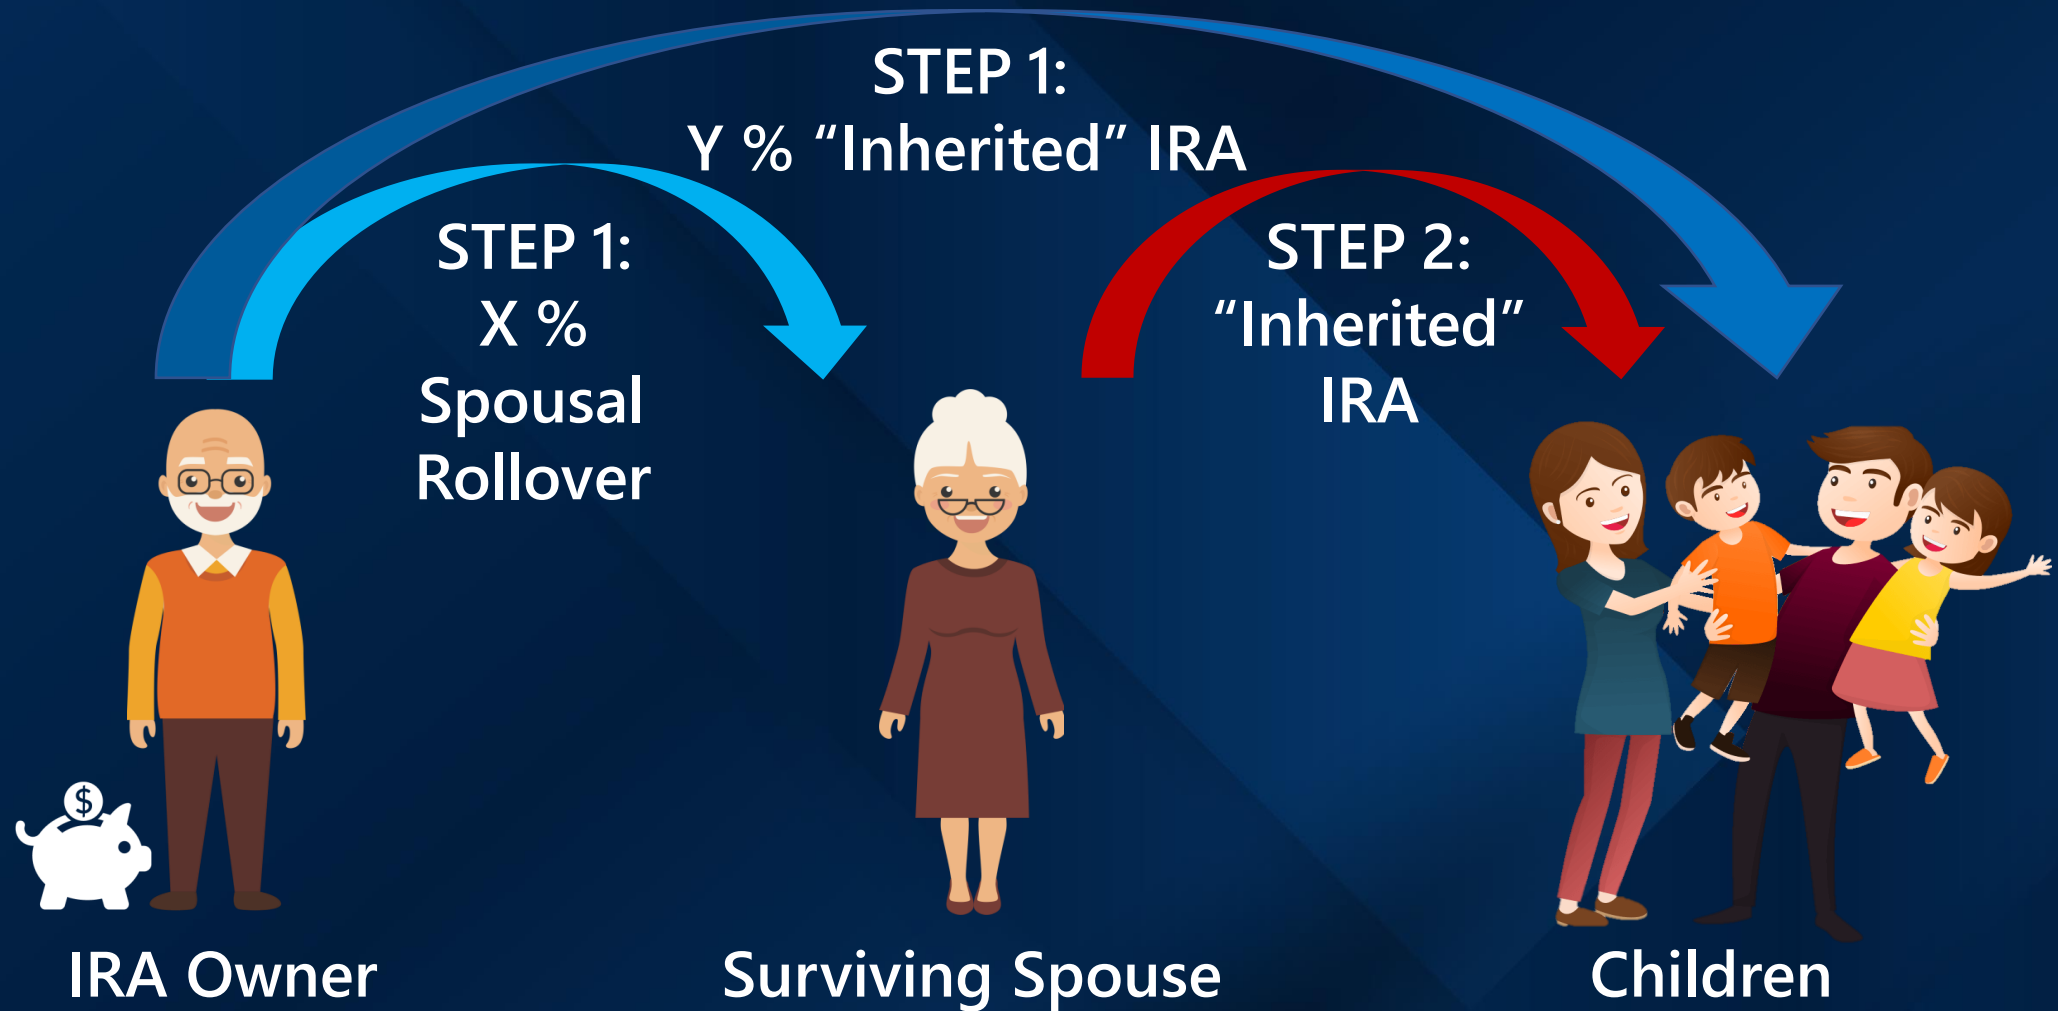 STEP 1:
Y % “Inherited” IRA
STEP 1:
X %
Spousal
Rollover
STEP 2:
“Inherited”
IRA
$
IRA Owner
Surviving Spouse
Children